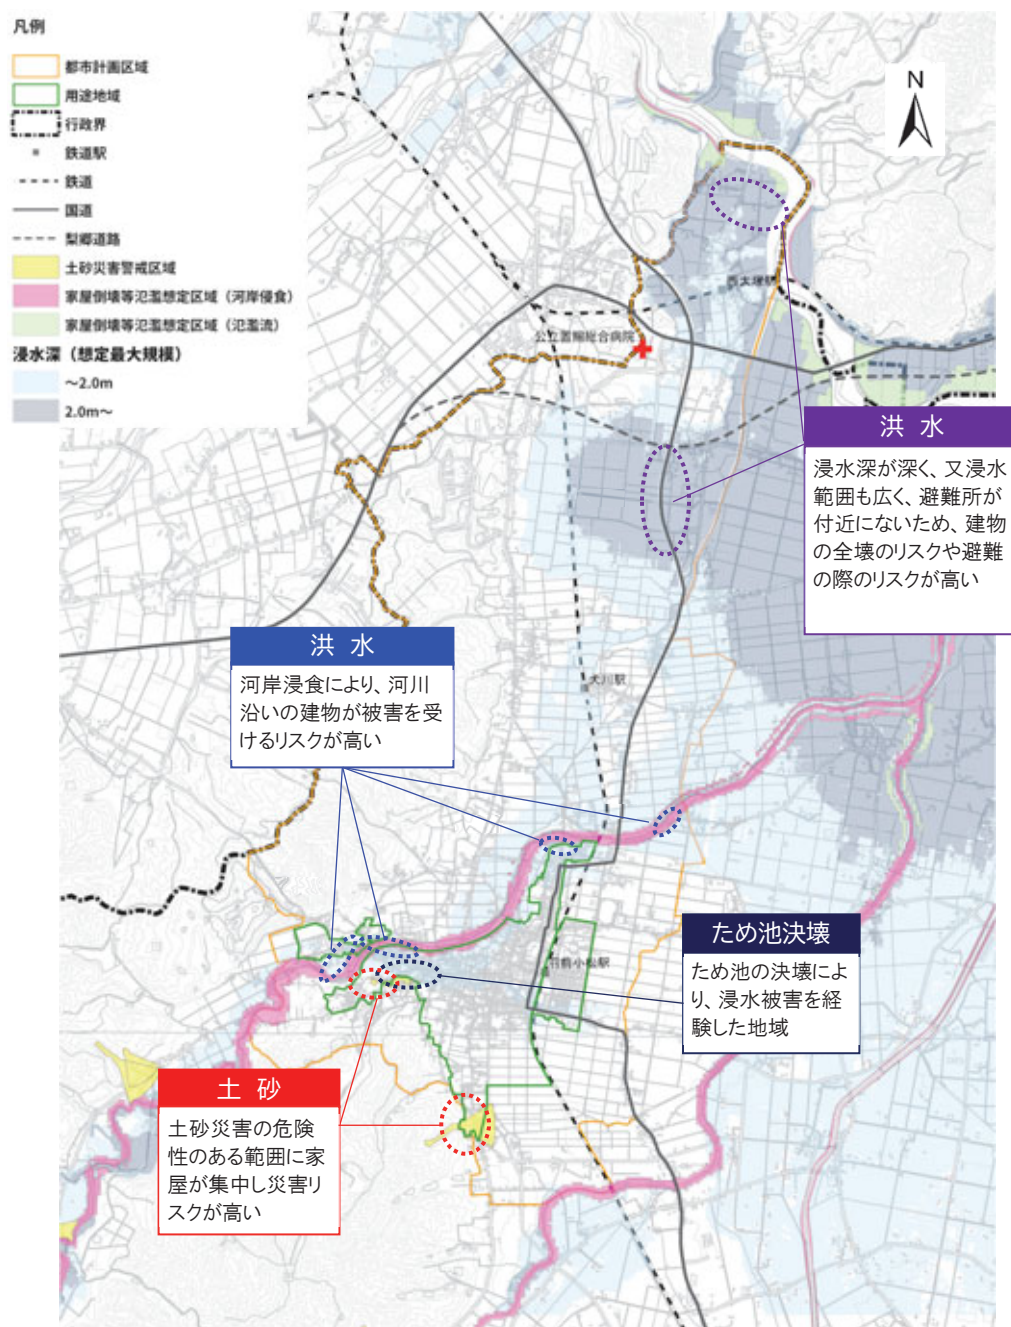 凡例
都市計画区域
用途地域
行政界
鉄道駅
鉄道
国道
梨郷道路
土砂災害警戒区域
家屋倒壊等氾濫想定区域（河岸侵食）
家屋倒壊等氾濫想定区域（氾濫流）
浸水深（想定最大規模）
～2.0m
2.0m～
N
西大塚駅
公立置賜総合病院
洪 水
浸水深が深く、又浸水
範囲も広く、避難所が
付近にないため、建物
の全壊のリスクや避難
の際のリスクが高い
洪 水
河岸浸食により、河川
沿いの建物が被害を受
けるリスクが高い
犬川駅
ため池決壊
ため池の決壊によ
り、浸水被害を経
験した地域
羽前小松駅
土 砂
土砂災害の危険
性のある範囲に家
屋が集中し災害リ
スクが高い